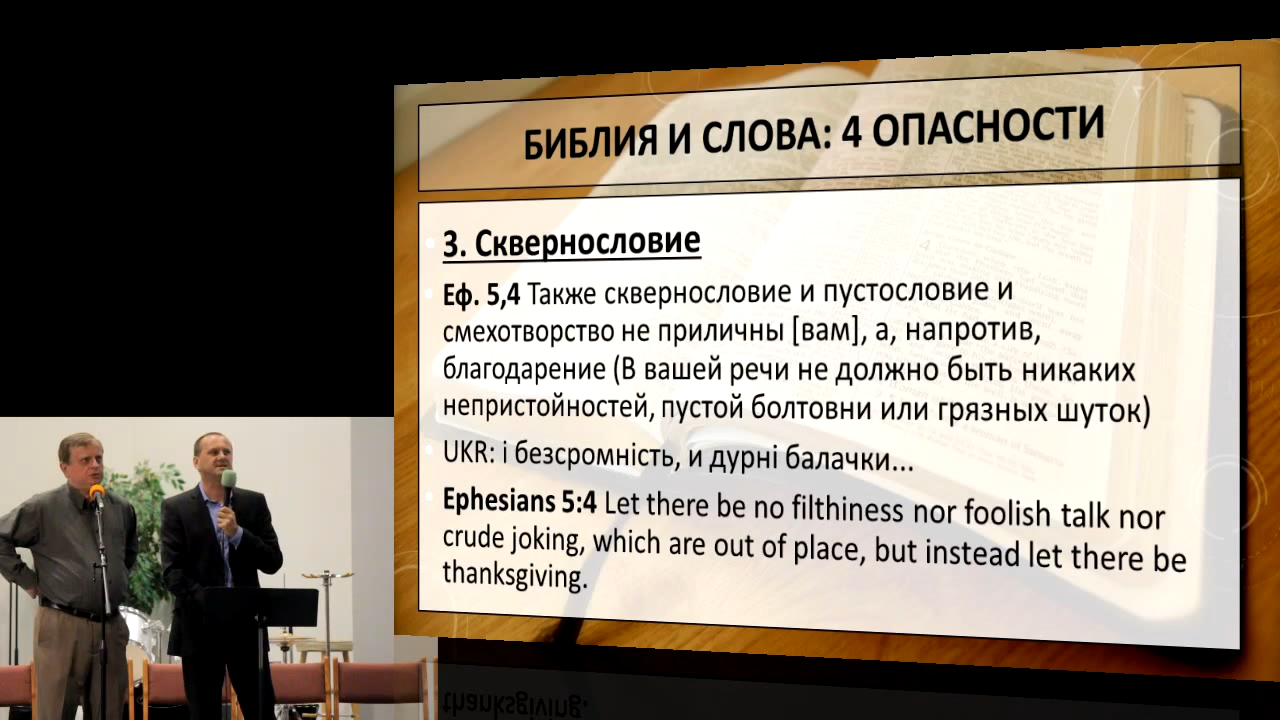 БИБЛИЯ И СЛОВА: 4 ОПАСНОСТИ
3. Сквернословие
Еф. 5,4 Также сквернословие и пустословие и
смехотворство не приличны [вам], а, напротив,
благодарение (В вашей речи не должно быть никаких
непристойностей, пустой болтовни или грязных шуток)
UKR: і безсромність, и дурні балачки...
Ephesians 5:4 Let there be no filthiness nor foolish talk nor
crude joking, which are out of place, but instead let there be
thanksgiving.